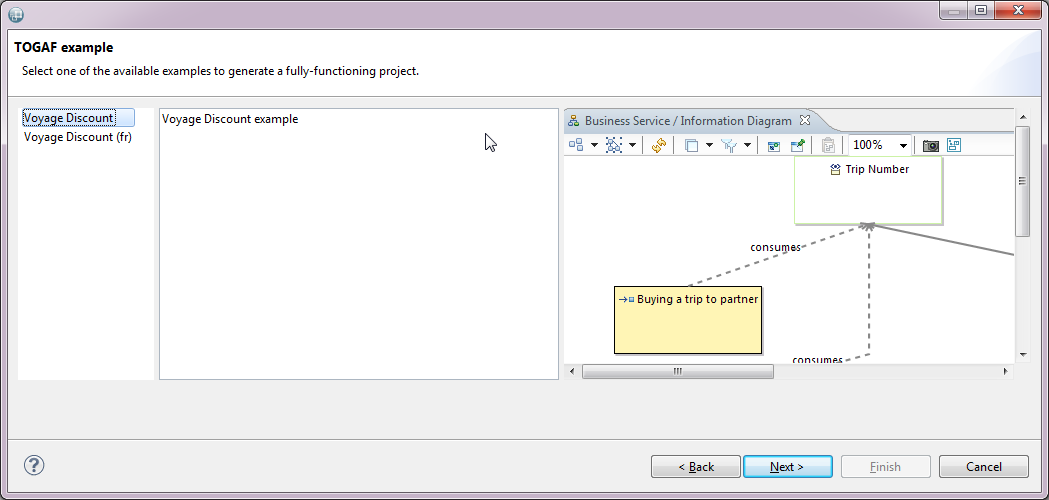 TOGAF example
Select one of the available examples to generate a fully-functioning project.
Voyage Discount
Voyage Discount (fr)
Voyage Discount example
Business Service / Information Diagram
100%
Trip Number
consumes
Buying a trip to partner
consumes
?
< Back
Next >
Finish
Cancel